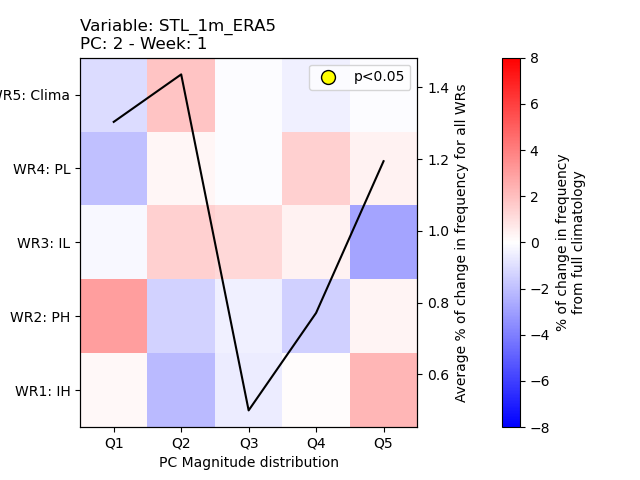 Variable: STL_1m_ERA5
PC: 2 - Week: 1
p<0.05
WR5: Clima
WR4: PL
WR3: IL
WR2: PH
WR1: IH
Q1 Q2 Q3 Q4 Q5
PC Magnitude distribution
1.4
1.2
1.0
0.8
0.6
Average % of change in frequency for all WRs
8
6
4
2
0
−2
−4
−6
−8
% of change in frequency
from full climatology